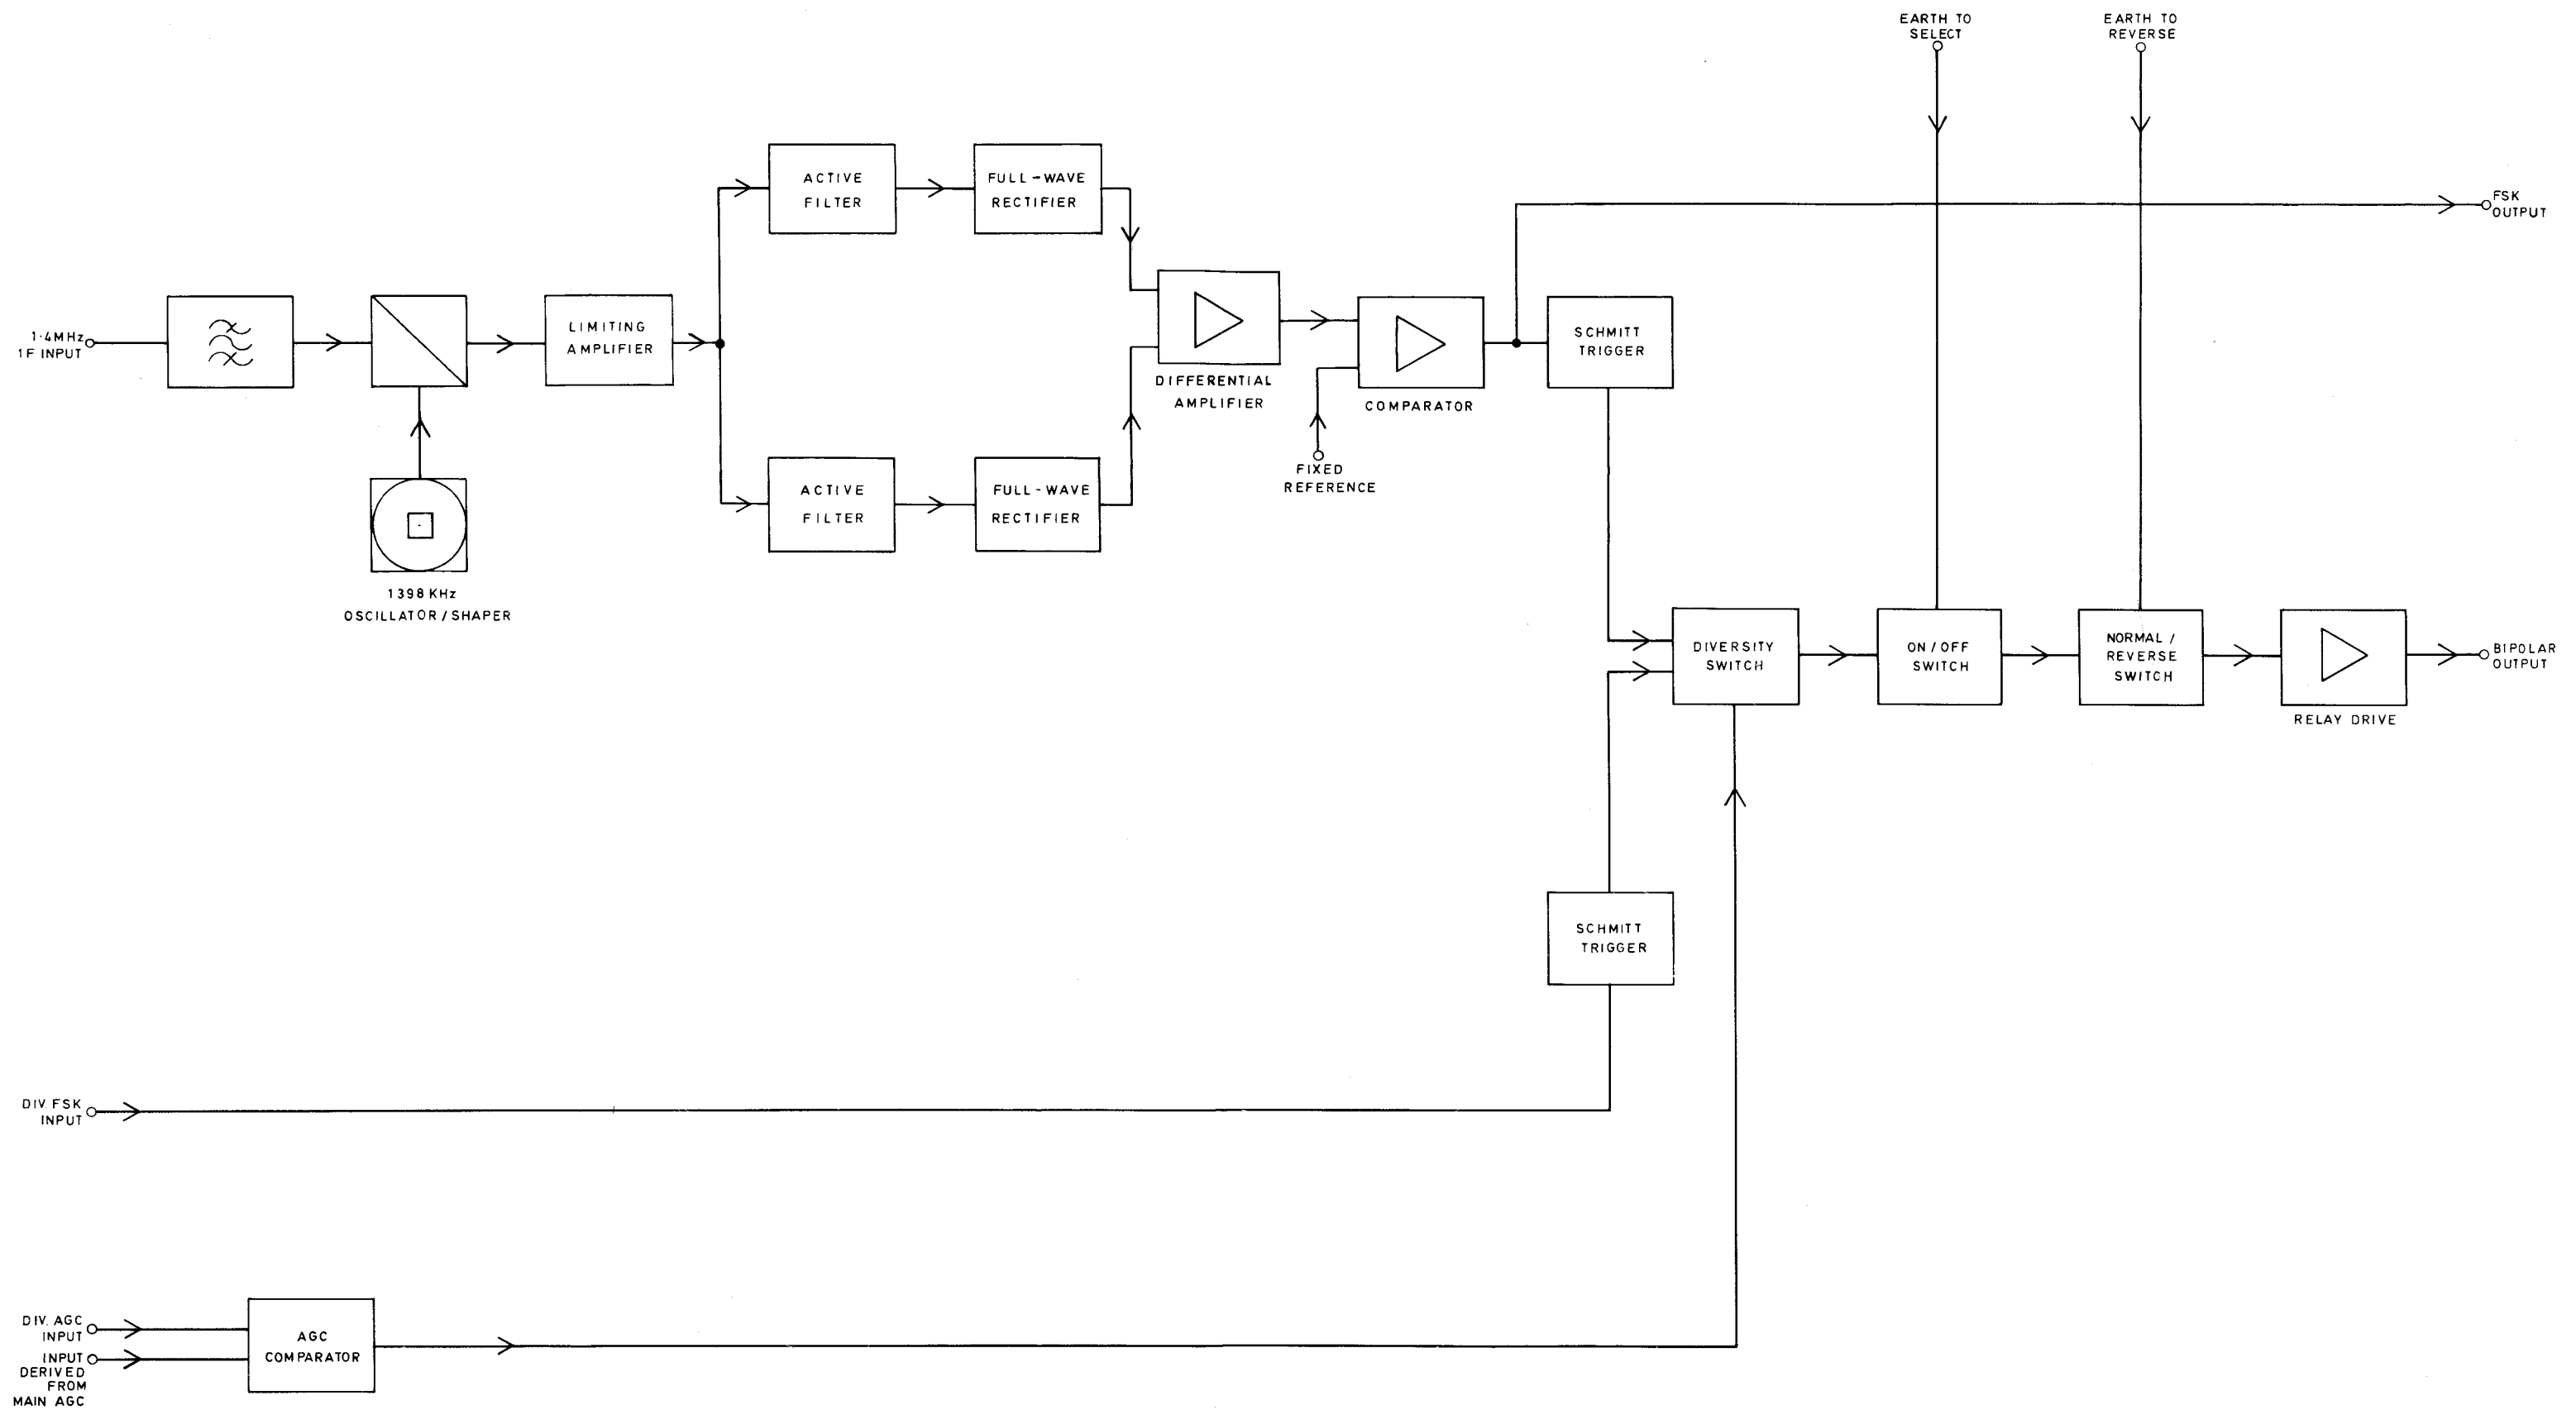 EARTH TO
SELECT
EARTH TO
REVERSE
ACTIVE
FILTER
FULL-WAVE
RECTIFIER
FSK
OUTPUT
1·4MHz
1F INPUT
LIMITING
AMPLIFIER
SCHMITT
TRIGGER
DIFFERENTIAL
AMPLIFIER
COMPARATOR
FIXED
REFERENCE
ACTIVE
FILTER
FULL-WAVE
RECTIFIER
1398 KHz
OSCILLATOR / SHAPER
DIVERSITY
SWITCH
ON / OFF
SWITCH
NORMAL /
REVERSE
SWITCH
BIPOLAR
OUTPUT
RELAY DRIVE
SCHMITT
TRIGGER
DIV. FSK
INPUT
DIV. AGC
INPUT
INPUT
DERIVED
FROM
MAIN AGC
AGC
COMPARATOR